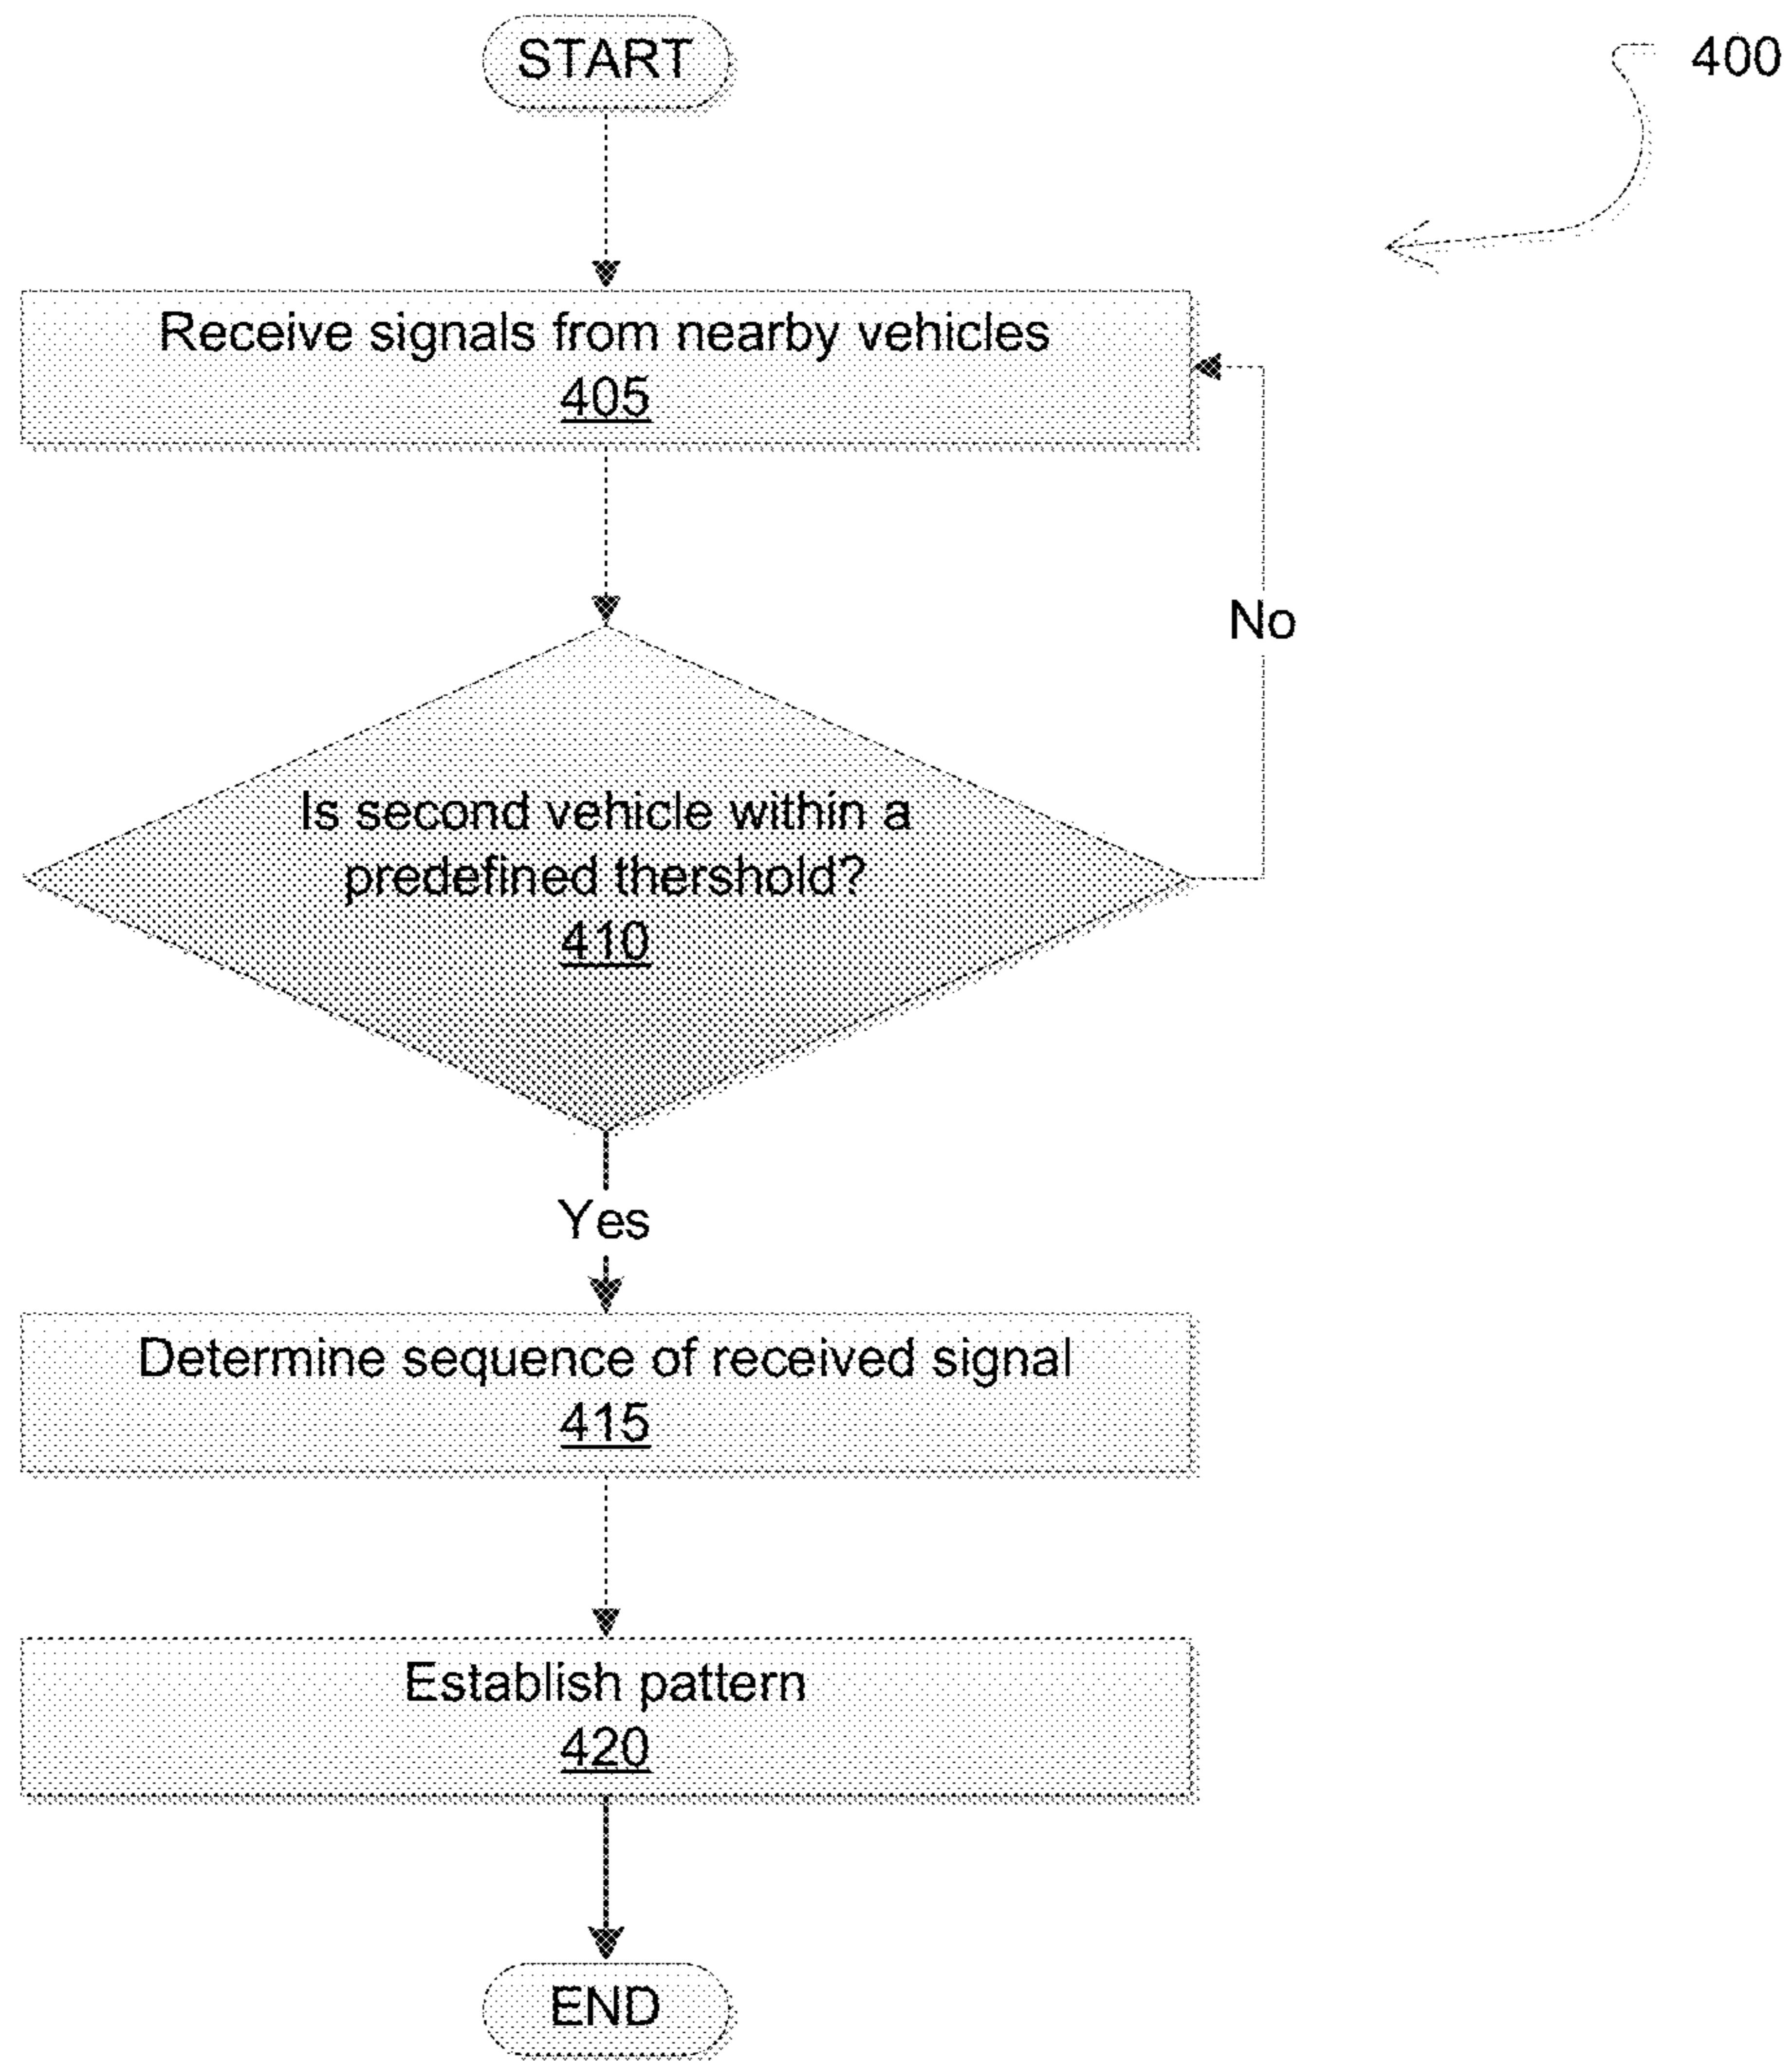 START
400
Receive signals from nearby vehicles
405
No
Is second vehicle within a
predefined thershold?
410
Yes
Determine sequence of received signal
415
Establish pattern
420
END